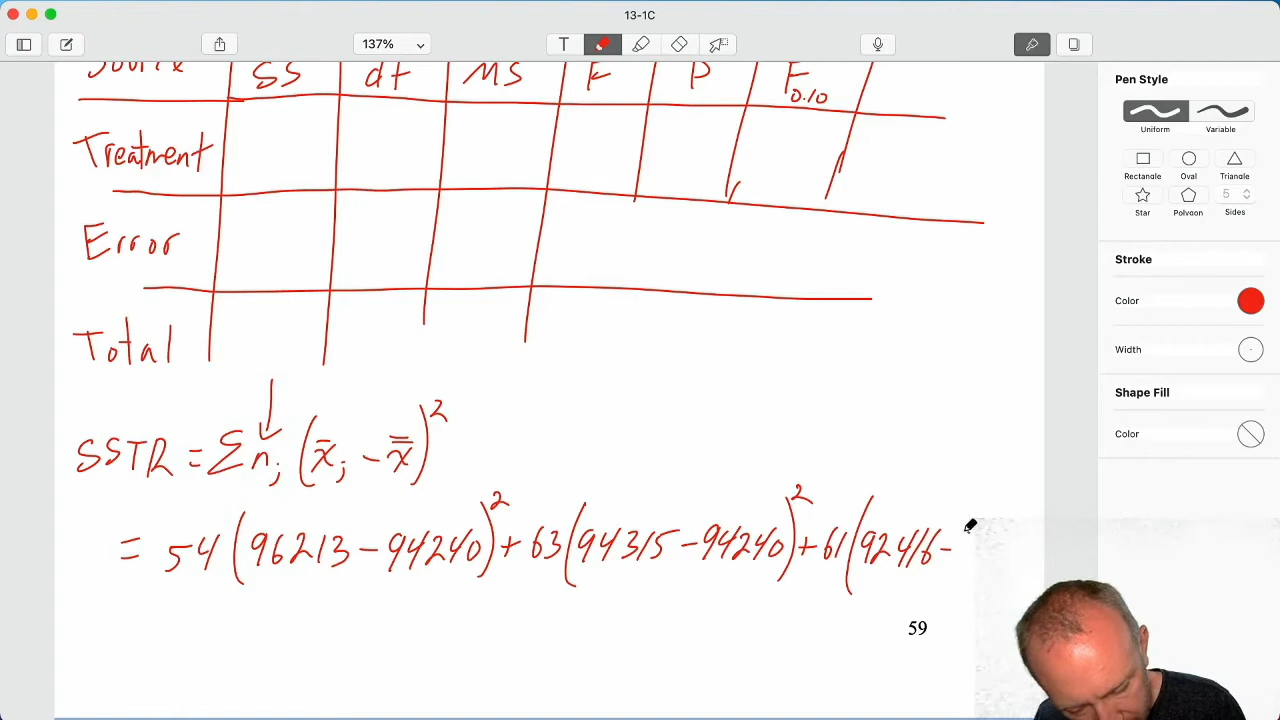 13-1C
137%
T
Source SS df MS F P F0.10
Treatment
Error
Total
SSTR = Σ nj (x̄j - x̿)²
= 54 (96213 - 94240)² + 63 (94315 - 94240)² + 61 (92416 -
59
Pen Style
Uniform Variable
Rectangle Oval Triangle
5
Star Polygon Sides
Stroke
Color
Width
Shape Fill
Color